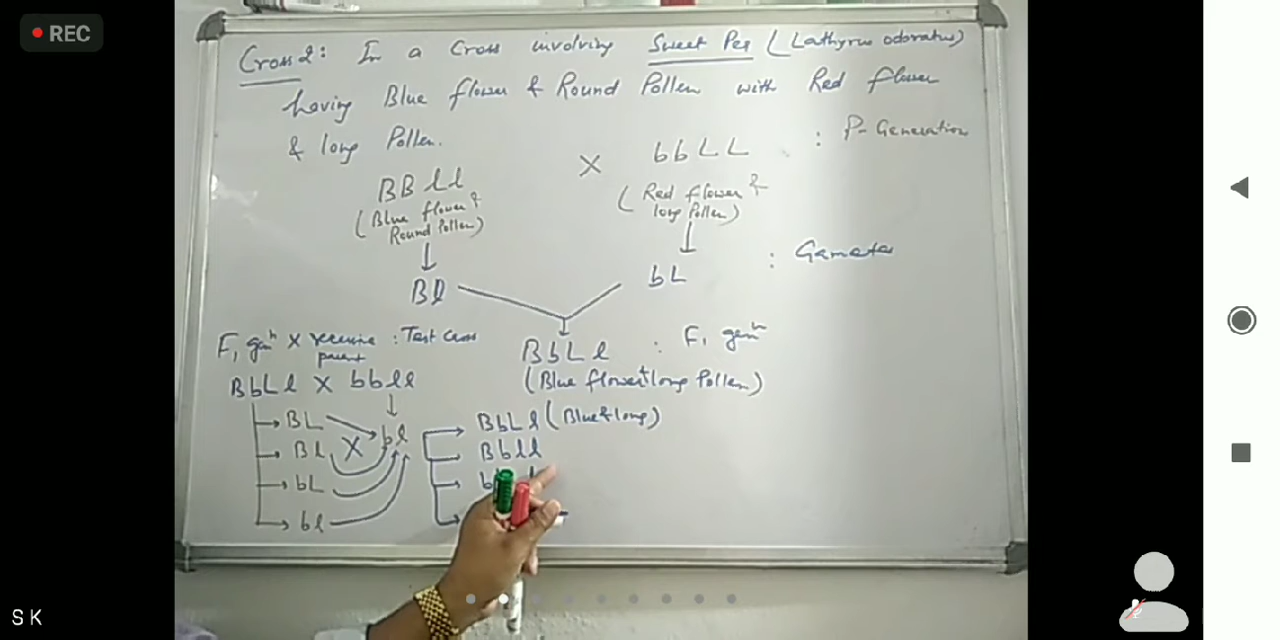 REC
Cross 2: In a Cross involving Sweet Pea (Lathyrus odoratus)
having Blue flower & Round Pollen with Red flower
& long Pollen.
BBll X bbLL : P-Generation
(Blue flower & Round Pollen) (Red flower & long Pollen)
Bl bL : Gametes
F1 genn X recessive parent : Test Cross
BbLl : F1 genn
BbLl X bbll
(Blue flower + long Pollen)
BL
BbLl (Blue & long)
Bl X bl
Bbll
bL
b
bl
S K